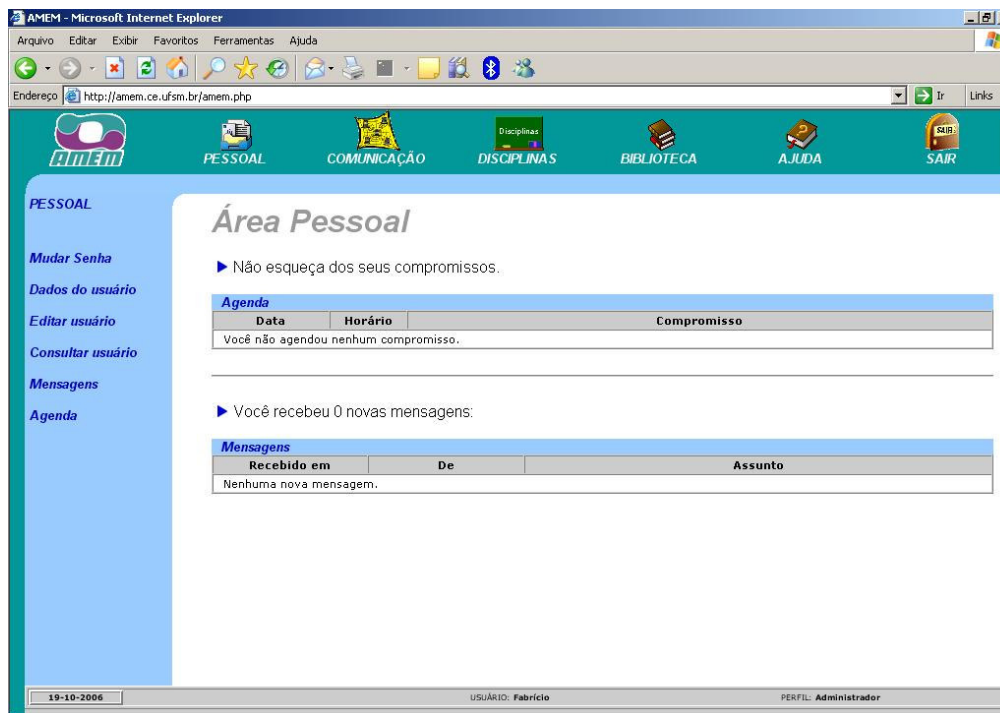 AMEM - Microsoft Internet Explorer
Arquivo Editar Exibir Favoritos Ferramentas Ajuda
Endereço http://amem.ce.ufsm.br/amem.php Ir Links
Disciplinas SAIR
AMEM PESSOAL COMUNICAÇÃO DISCIPLINAS BIBLIOTECA AJUDA SAIR
PESSOAL
Mudar Senha
Dados do usuário
Editar usuário
Consultar usuário
Mensagens
Agenda
Área Pessoal
Não esqueça dos seus compromissos.
Agenda
Data Horário Compromisso
Você não agendou nenhum compromisso.
Você recebeu 0 novas mensagens:
Mensagens
Recebido em De Assunto
Nenhuma nova mensagem.
19-10-2006 USUÁRIO: Fabrício PERFIL: Administrador